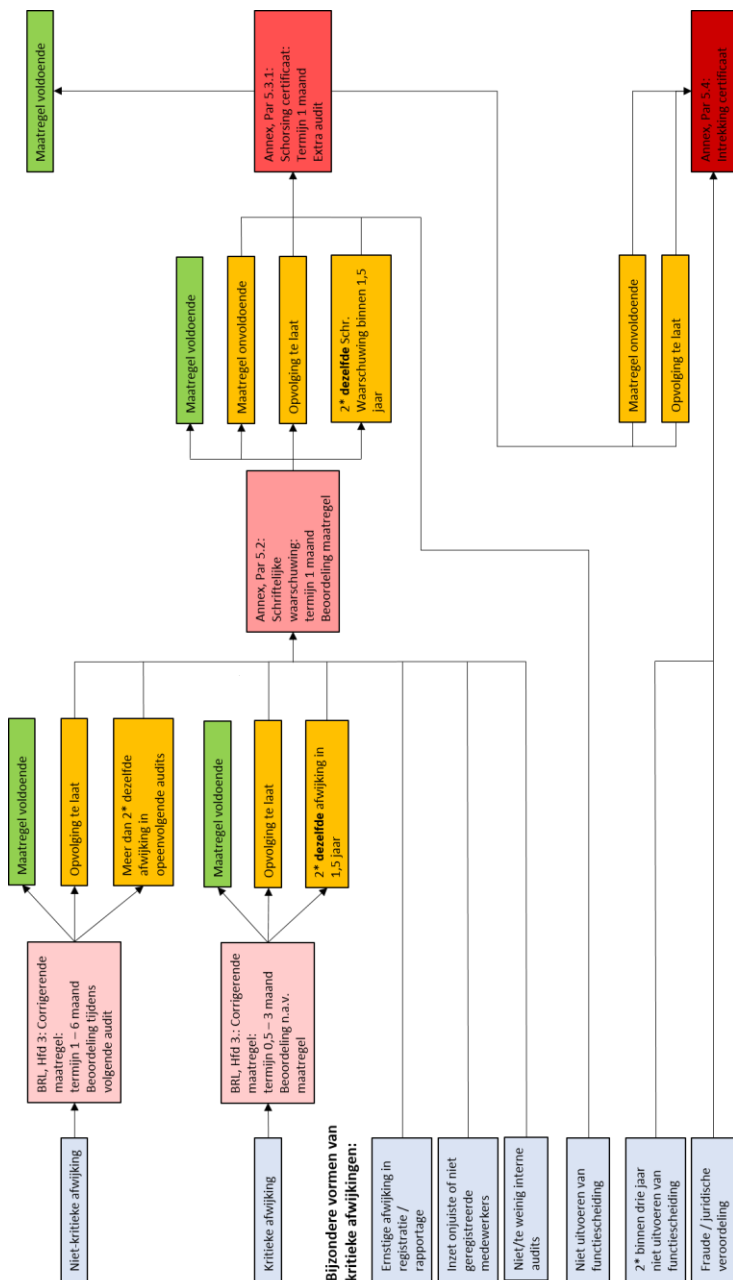 Niet-kritieke afwijking
BRL, Hfd 3: Corrigerende
maatregel:
termijn 1 – 6 maand
Beoordeling tijdens
volgende audit
Maatregel voldoende
Opvolging te laat
Meer dan 2* dezelfde
afwijking in
opeenvolgende audits
Kritieke afwijking
BRL, Hfd 3.: Corrigerende
maatregel:
termijn 0,5 – 3 maand
Beoordeling n.a.v.
maatregel
Maatregel voldoende
Opvolging te laat
2* dezelfde afwijking in
1,5 jaar
Bijzondere vormen van
kritieke afwijkingen:
Ernstige afwijking in
registratie /
rapportage
Inzet onjuiste of niet
geregistreerde
medewerkers
Niet/te weinig interne
audits
Niet uitvoeren van
functiescheiding
2* binnen drie jaar
niet uitvoeren van
functiescheiding
Fraude / juridische
veroordeling
Annex, Par 5.2:
Schriftelijke
waarschuwing:
termijn 1 maand
Beoordeling maatregel
Maatregel voldoende
Maatregel onvoldoende
Opvolging te laat
2* dezelfde Schr.
Waarschuwing binnen 1,5
jaar
Maatregel voldoende
Annex, Par 5.3.1:
Schorsing certificaat:
Termijn 1 maand
Extra audit
Maatregel onvoldoende
Opvolging te laat
Annex, Par 5.4:
Intrekking certificaat